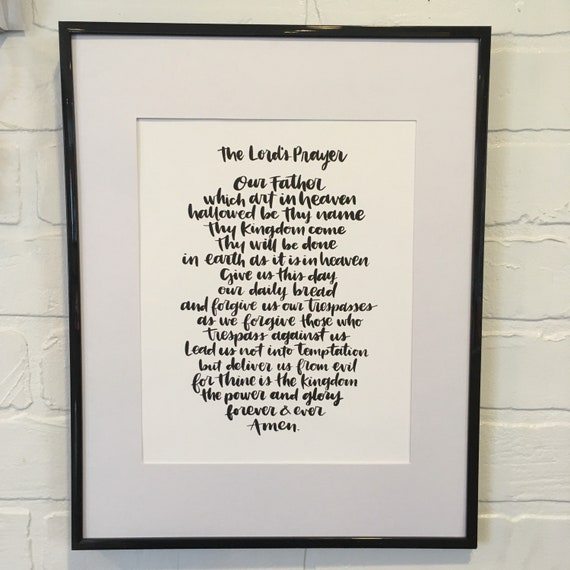 The Lord's Prayer
Our Father
which art in heaven
hallowed be thy name
Thy Kingdom come
Thy will be done
in earth as it is in heaven
Give us this day
our daily bread
and forgive us our trespasses
as we forgive those who
trespass against us
Lead us not into temptation
but deliver us from evil
for thine is the kingdom
the power and glory
forever & ever
Amen.